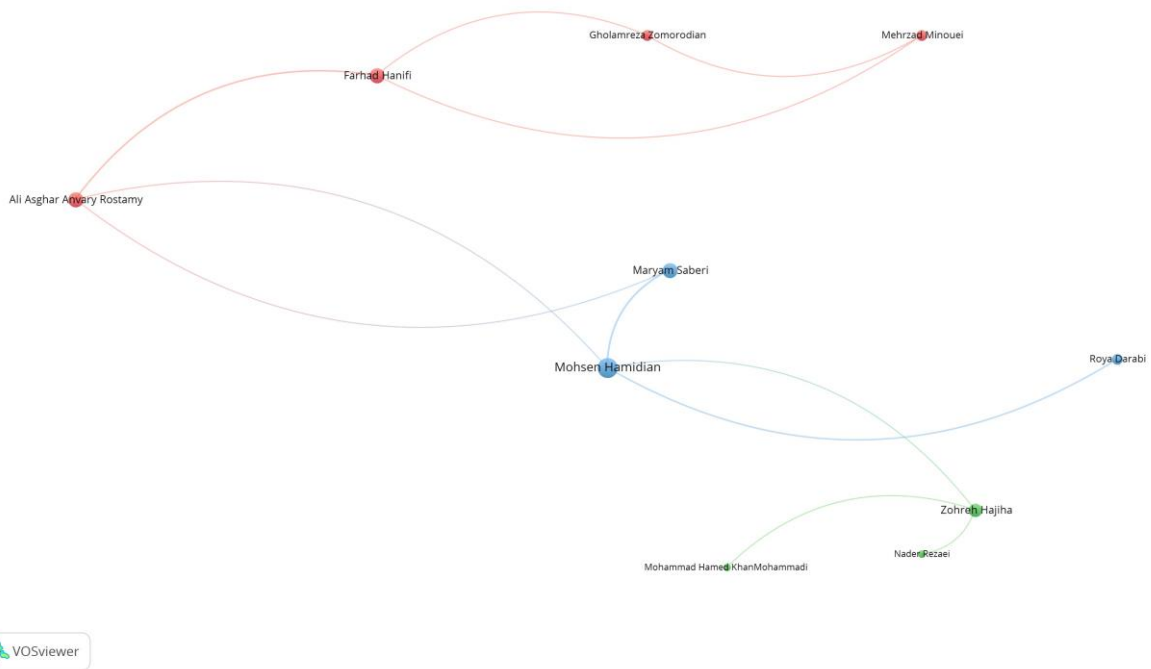 Gholamreza Zomorodian
Mehrzad Minouei
Farhad Hanifi
Ali Asghar Anvary Rostamy
Maryam Saberi
Roya Darabi
Mohsen Hamidian
Zohreh Hajiha
Nader Rezaei
Mohammad Hamed KhanMohammadi
VOSviewer